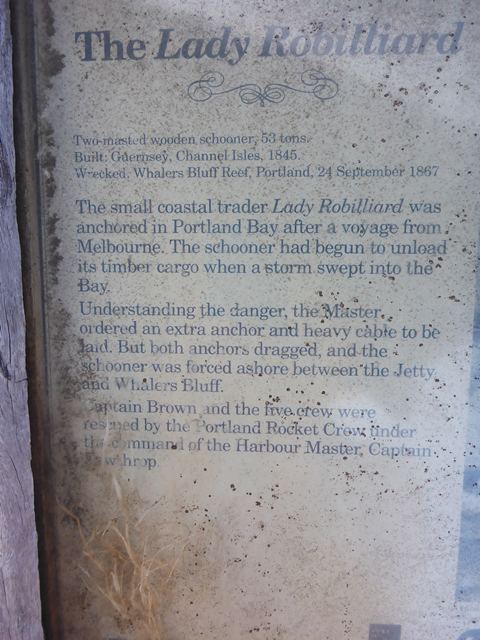 The Lady Robilliard
Two-masted wooden schooner, 53 tons.
Built: Guernsey, Channel Isles, 1845.
Wrecked, Whalers Bluff Reef, Portland, 24 September 1867
The small coastal trader Lady Robilliard was
anchored in Portland Bay after a voyage from
Melbourne. The schooner had begun to unload
its timber cargo when a storm swept into the
Bay.
Understanding the danger, the Master
ordered an extra anchor and heavy cable to be
laid. But both anchors dragged, and the
schooner was forced ashore between the Jetty
and Whalers Bluff.
Captain Brown and the five crew were
rescued by the Portland Rocket Crew under
the command of the Harbour Master, Captain